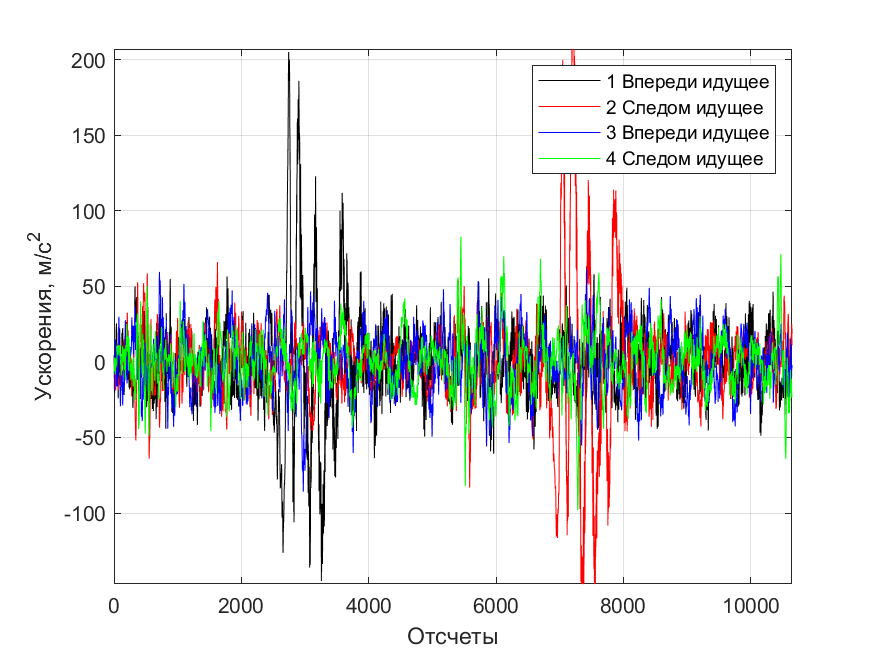 200
150
100
50
0
-50
-100
Ускорения, м/с²
0 2000 4000 6000 8000 10000
Отсчеты
1 Впереди идущее
2 Следом идущее
3 Впереди идущее
4 Следом идущее